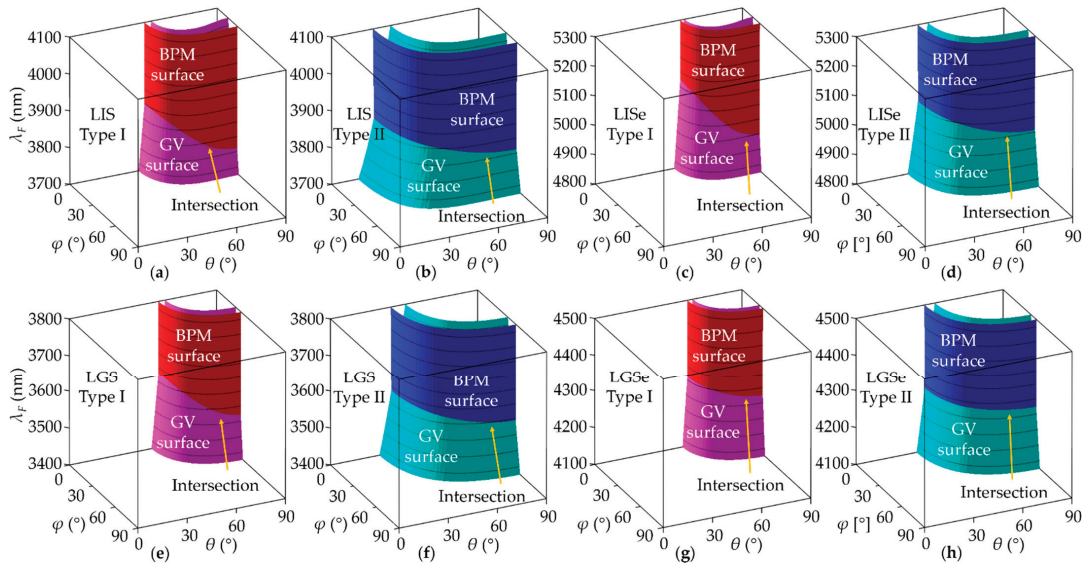 4100
4000
3900
3800
3700
λF (nm)
0
30
60
90
φ (°)
0
30
60
90
θ (°)
LIS
Type I
BPM
surface
GV
surface
Intersection
(a)
4100
4000
3900
3800
3700
0
30
60
90
φ (°)
0
30
60
90
θ (°)
LIS
Type II
BPM
surface
GV
surface
Intersection
(b)
5300
5200
5100
5000
4900
4800
0
30
60
90
φ (°)
0
30
60
90
θ (°)
LISe
Type I
BPM
surface
GV
surface
Intersection
(c)
5300
5200
5100
5000
4900
4800
0
30
60
90
φ [°]
0
30
60
90
θ (°)
LISe
Type II
BPM
surface
GV
surface
Intersection
(d)
3800
3700
3600
3500
3400
λF (nm)
0
30
60
90
φ (°)
0
30
60
90
θ (°)
LGS
Type I
BPM
surface
GV
surface
Intersection
(e)
3800
3700
3600
3500
3400
0
30
60
90
φ (°)
0
30
60
90
θ (°)
LGS
Type II
BPM
surface
GV
surface
Intersection
(f)
4500
4400
4300
4200
4100
0
30
60
90
φ (°)
0
30
60
90
θ (°)
LGSe
Type I
BPM
surface
GV
surface
Intersection
(g)
4500
4400
4300
4200
4100
0
30
60
90
φ [°]
0
30
60
90
θ (°)
LGSe
Type II
BPM
surface
GV
surface
Intersection
(h)